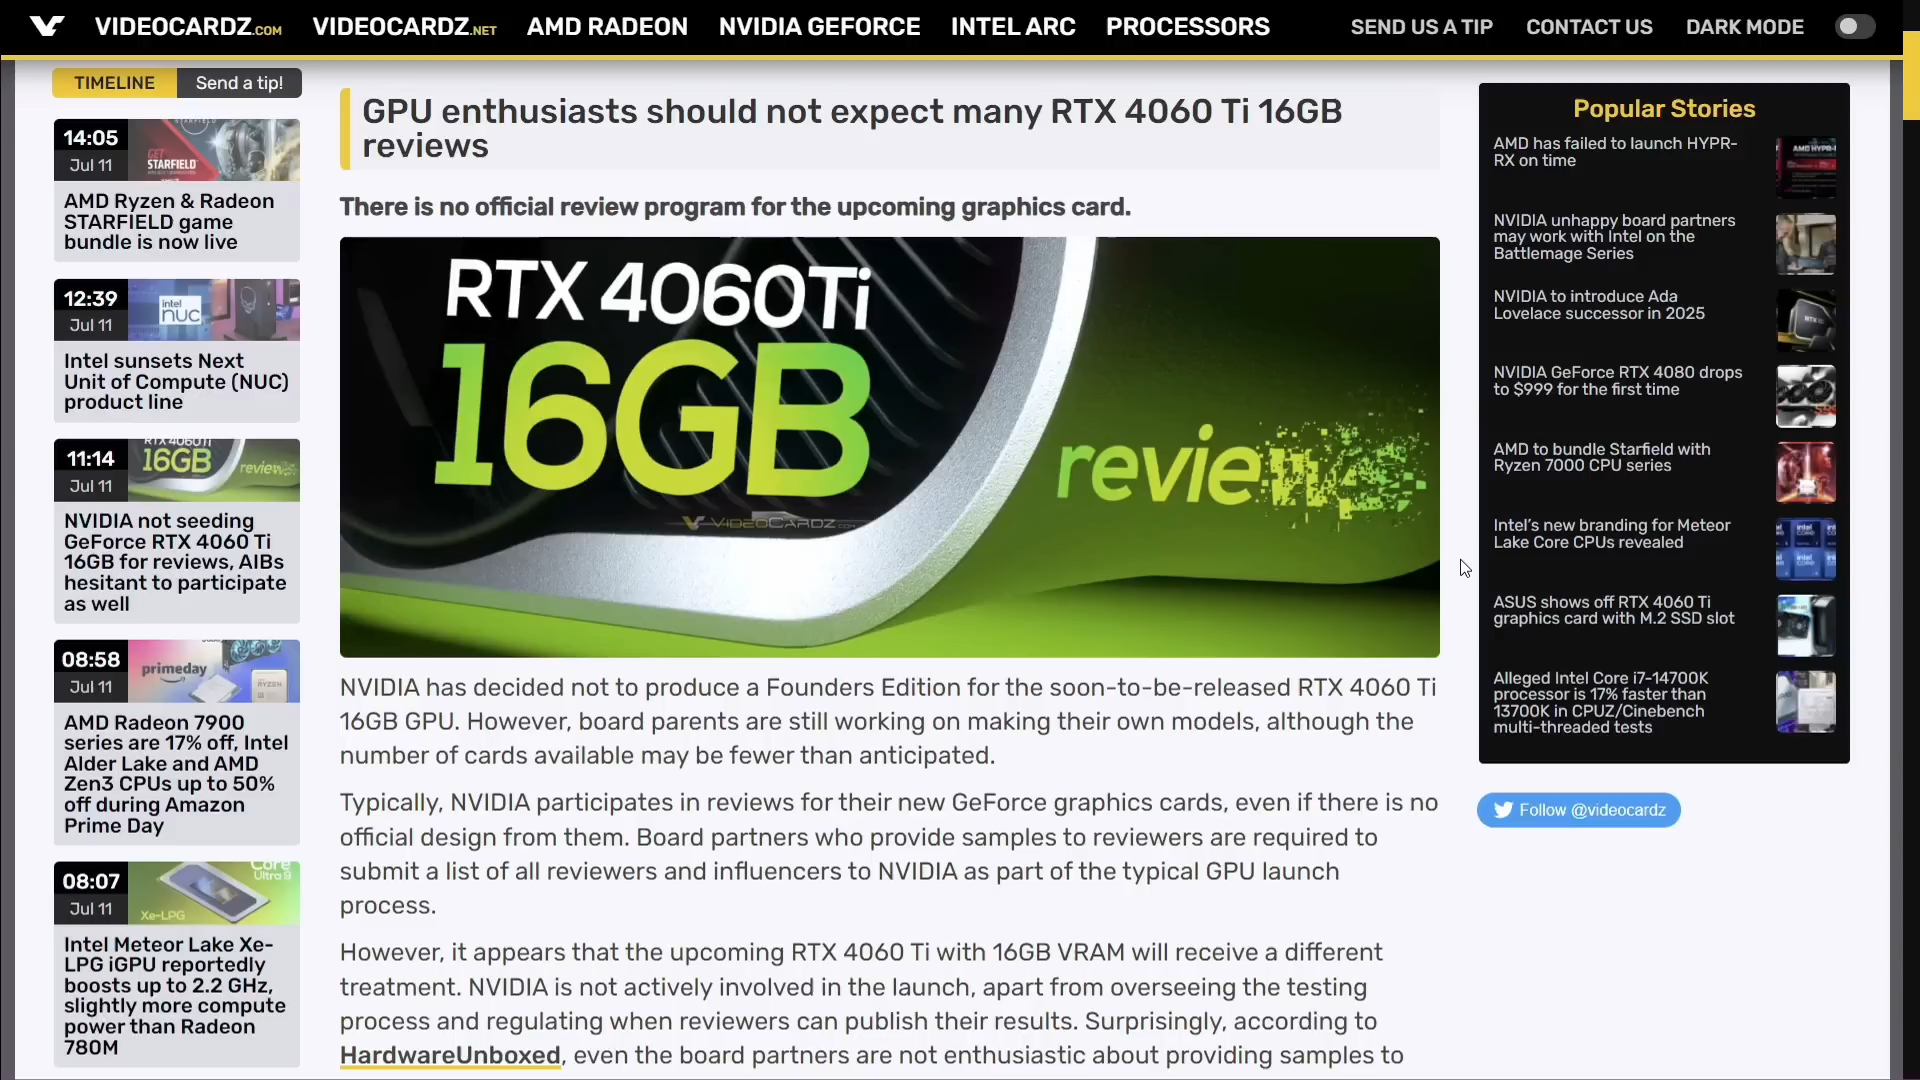 VIDEOCARDZ.COM
VIDEOCARDZ.NET
AMD RADEON
NVIDIA GEFORCE
INTEL ARC
PROCESSORS
SEND US A TIP
CONTACT US
DARK MODE
TIMELINE
Send a tip!
14:05
Jul 11
GET
STARFIELD
AMD Ryzen & Radeon
STARFIELD game
bundle is now live
12:39
Jul 11
intel
nuc
Intel sunsets Next
Unit of Compute (NUC)
product line
11:14
Jul 11
RTX 4060Ti
16GB
reviews
NVIDIA not seeding
GeForce RTX 4060 Ti
16GB for reviews, AIBs
hesitant to participate
as well
08:58
Jul 11
primeday
RYZEN
AMD Radeon 7900
series are 17% off, Intel
Alder Lake and AMD
Zen3 CPUs up to 50%
off during Amazon
Prime Day
08:07
Jul 11
Core
Ultra 9
Xe-LPG
Intel Meteor Lake Xe-
LPG iGPU reportedly
boosts up to 2.2 GHz,
slightly more compute
power than Radeon
780M
GPU enthusiasts should not expect many RTX 4060 Ti 16GB
reviews
There is no official review program for the upcoming graphics card.
RTX 4060Ti
16GB
reviews
VIDEOCARDZ.COM
NVIDIA has decided not to produce a Founders Edition for the soon-to-be-released RTX 4060 Ti
16GB GPU. However, board parents are still working on making their own models, although the
number of cards available may be fewer than anticipated.
Typically, NVIDIA participates in reviews for their new GeForce graphics cards, even if there is no
official design from them. Board partners who provide samples to reviewers are required to
submit a list of all reviewers and influencers to NVIDIA as part of the typical GPU launch
process.
However, it appears that the upcoming RTX 4060 Ti with 16GB VRAM will receive a different
treatment. NVIDIA is not actively involved in the launch, apart from overseeing the testing
process and regulating when reviewers can publish their results. Surprisingly, according to
HardwareUnboxed, even the board partners are not enthusiastic about providing samples to
Popular Stories
AMD has failed to launch HYPR-
RX on time
NVIDIA unhappy board partners
may work with Intel on the
Battlemage Series
NVIDIA to introduce Ada
Lovelace successor in 2025
NVIDIA GeForce RTX 4080 drops
to $999 for the first time
AMD to bundle Starfield with
Ryzen 7000 CPU series
Intel's new branding for Meteor
Lake Core CPUs revealed
ASUS shows off RTX 4060 Ti
graphics card with M.2 SSD slot
Alleged Intel Core i7-14700K
processor is 17% faster than
13700K in CPUZ/Cinebench
multi-threaded tests
Follow @videocardz